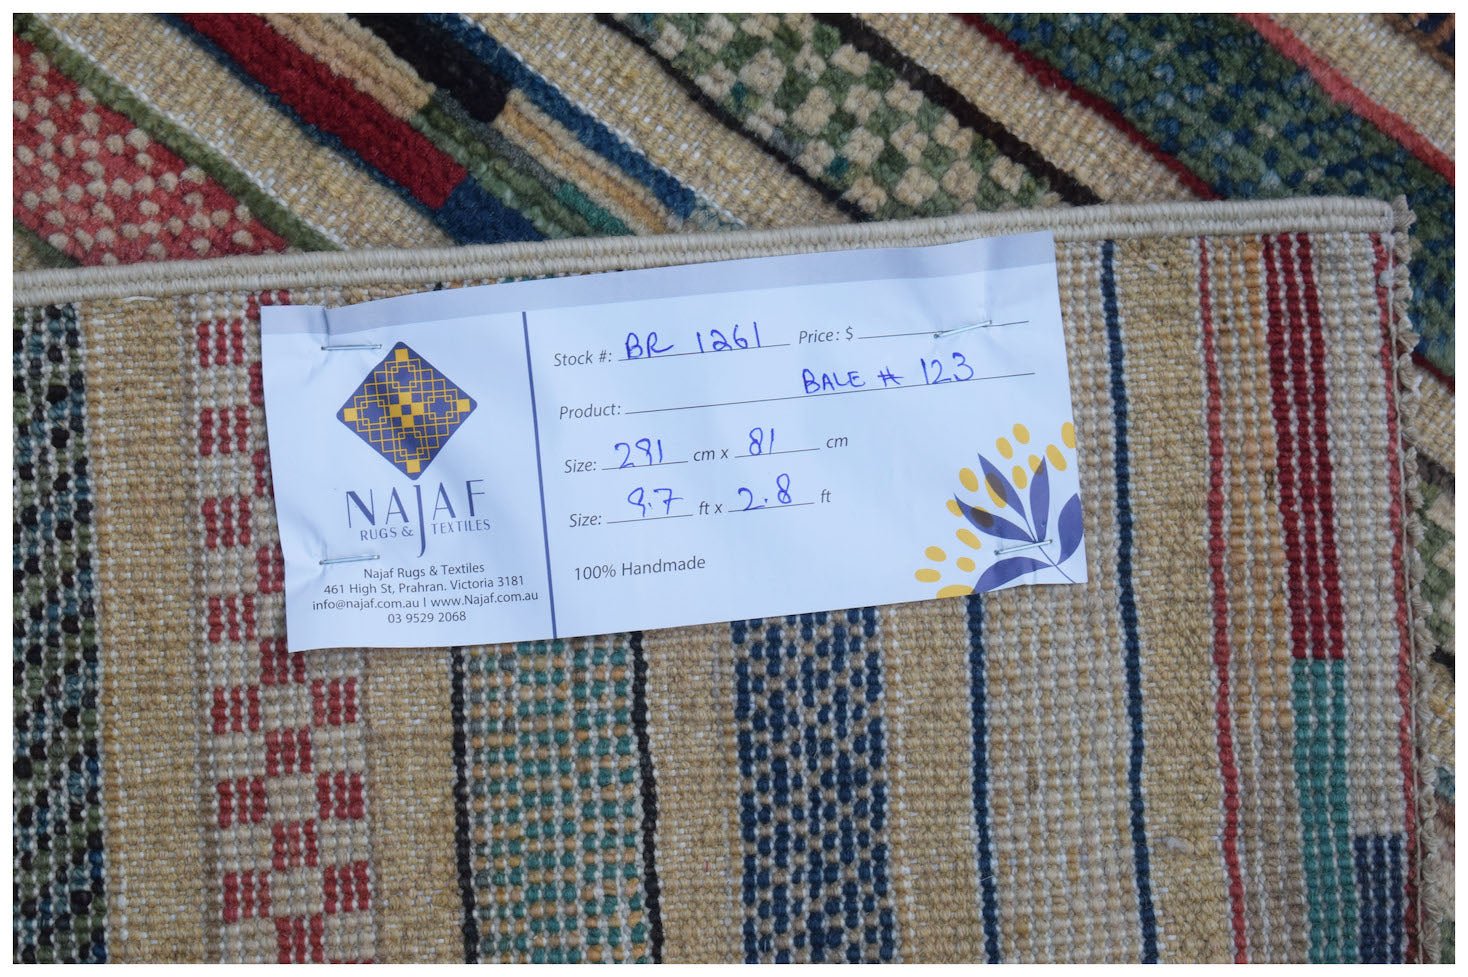 NAJAF
RUGS & TEXTILES
Najaf Rugs & Textiles
461 High St, Prahran. Victoria 3181
info@najaf.com.au | www.Najaf.com.au
03 9529 2068
Stock #: BR 1261 Price: $
BALE # 123
Product:
Size: 291 cm x 81 cm
Size: 9.7 ft x 2.8 ft
100% Handmade